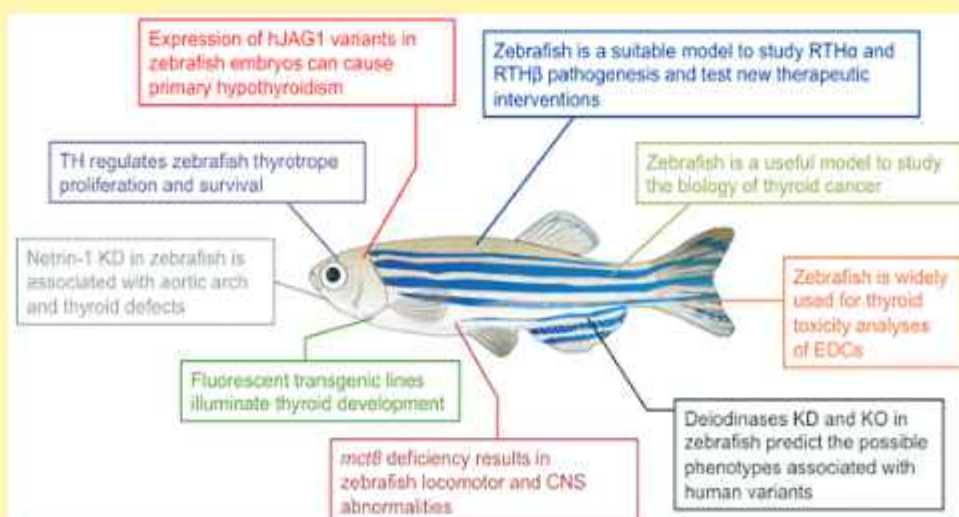 Expression of hJAG1 variants in
zebrafish embryos can cause
primary hypothyroidism
Zebrafish is a suitable model to study RTHα and
RTHβ pathogenesis and test new therapeutic
interventions
TH regulates zebrafish thyrotrope
proliferation and survival
Zebrafish is a useful model to study
the biology of thyroid cancer
Netrin-1 KD in zebrafish is
associated with aortic arch
and thyroid defects
Zebrafish is widely
used for thyroid
toxicity analyses
of EDCs
Fluorescent transgenic lines
illuminate thyroid development
Deiodinases KD and KO in
zebrafish predict the possible
phenotypes associated with
human variants
mct8 deficiency results in
zebrafish locomotor and CNS
abnormalities